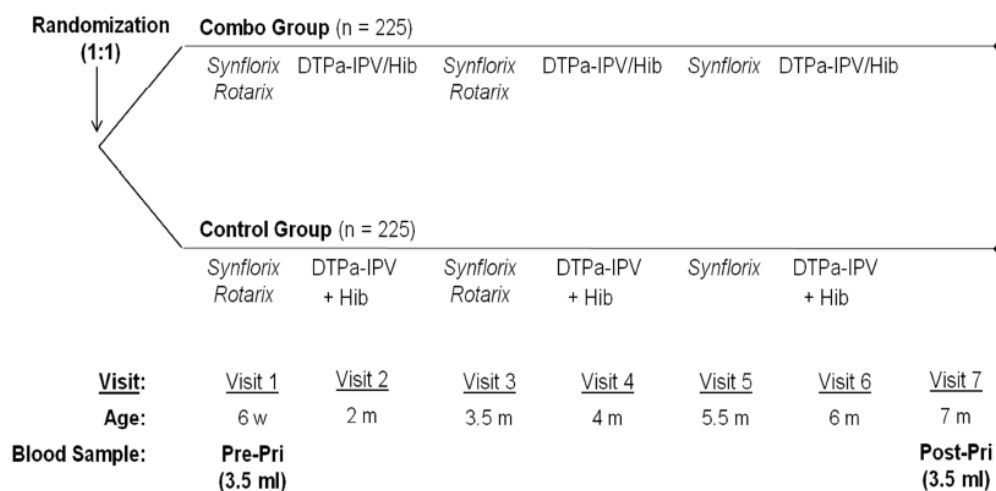 Randomization
(1:1)
Combo Group (n = 225)
Synflorix DTPa-IPV/Hib Synflorix DTPa-IPV/Hib Synflorix DTPa-IPV/Hib
Rotarix Rotarix
Control Group (n = 225)
Synflorix DTPa-IPV Synflorix DTPa-IPV Synflorix DTPa-IPV
Rotarix + Hib Rotarix + Hib + Hib
Visit: Visit 1 Visit 2 Visit 3 Visit 4 Visit 5 Visit 6 Visit 7
Age: 6 w 2 m 3.5 m 4 m 5.5 m 6 m 7 m
Blood Sample: Pre-Pri Post-Pri
(3.5 ml) (3.5 ml)